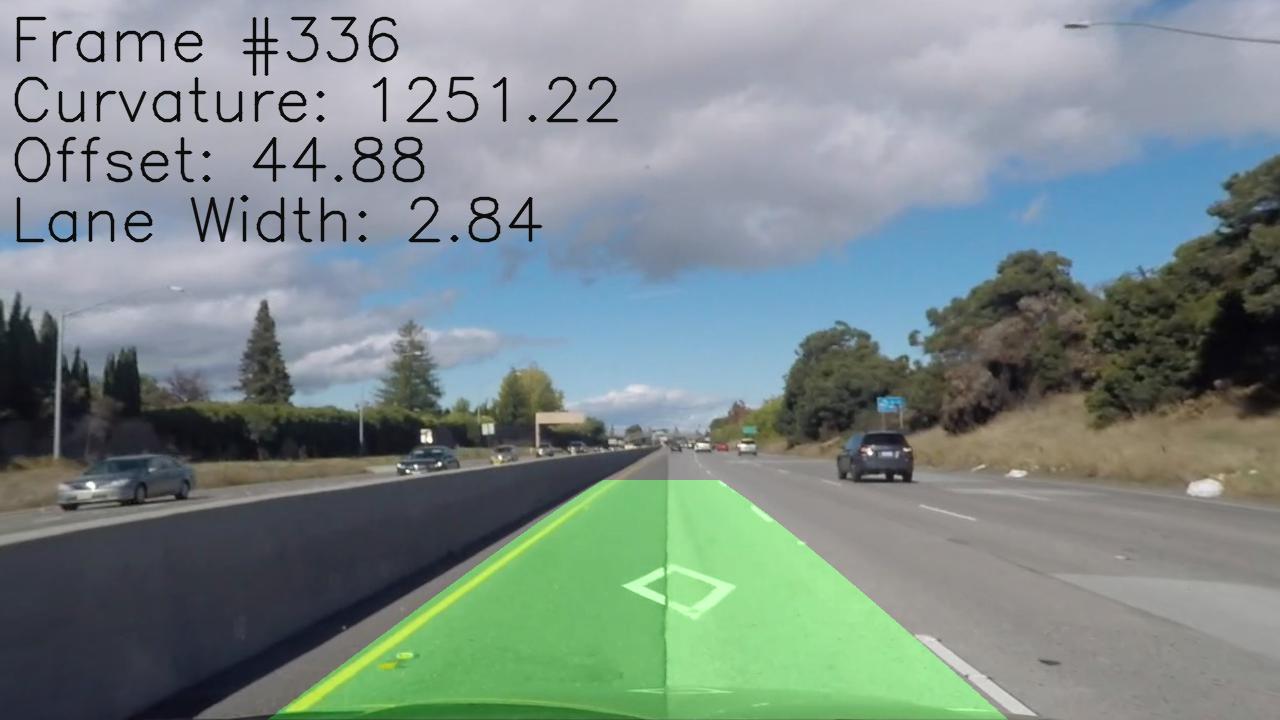 Frame #336
Curvature: 1251.22
Offset: 44.88
Lane Width: 2.84